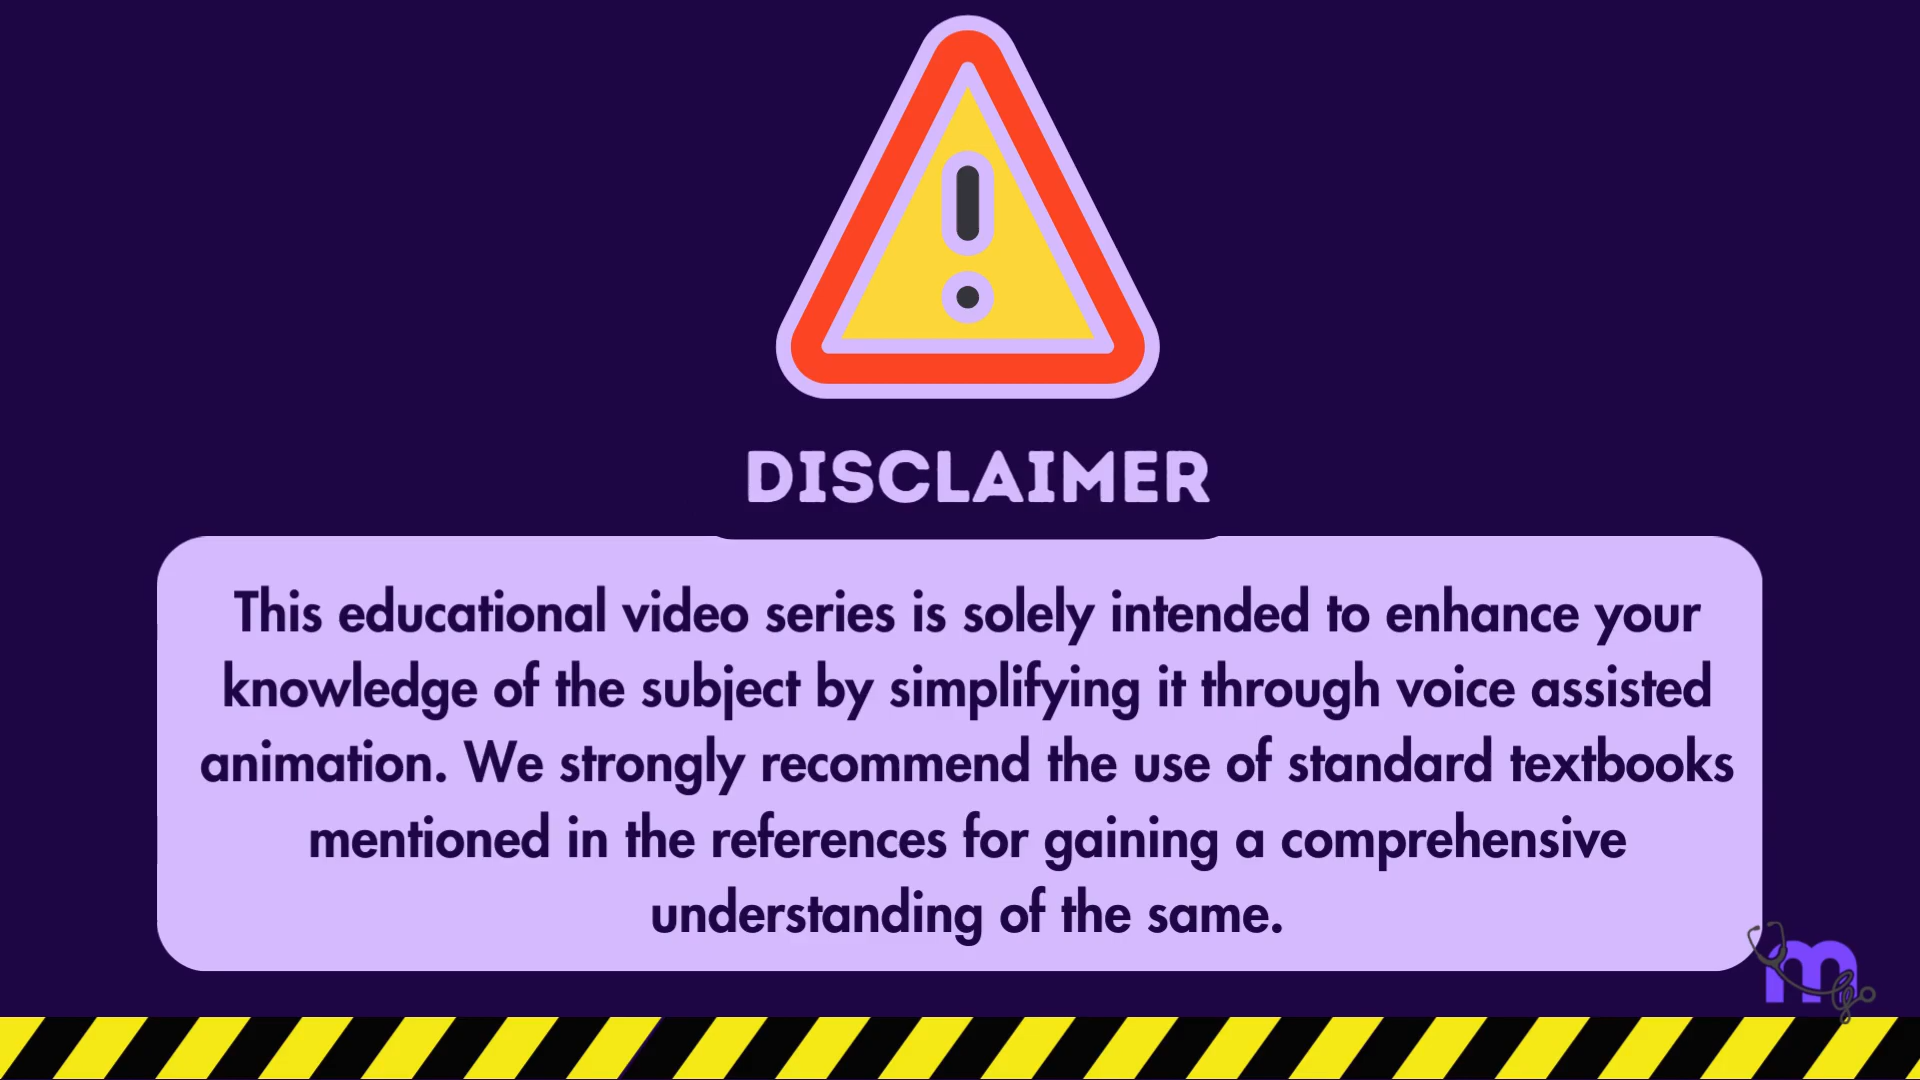 DISCLAIMER
This educational video series is solely intended to enhance your
knowledge of the subject by simplifying it through voice assisted
animation. We strongly recommend the use of standard textbooks
mentioned in the references for gaining a comprehensive
understanding of the same.
m